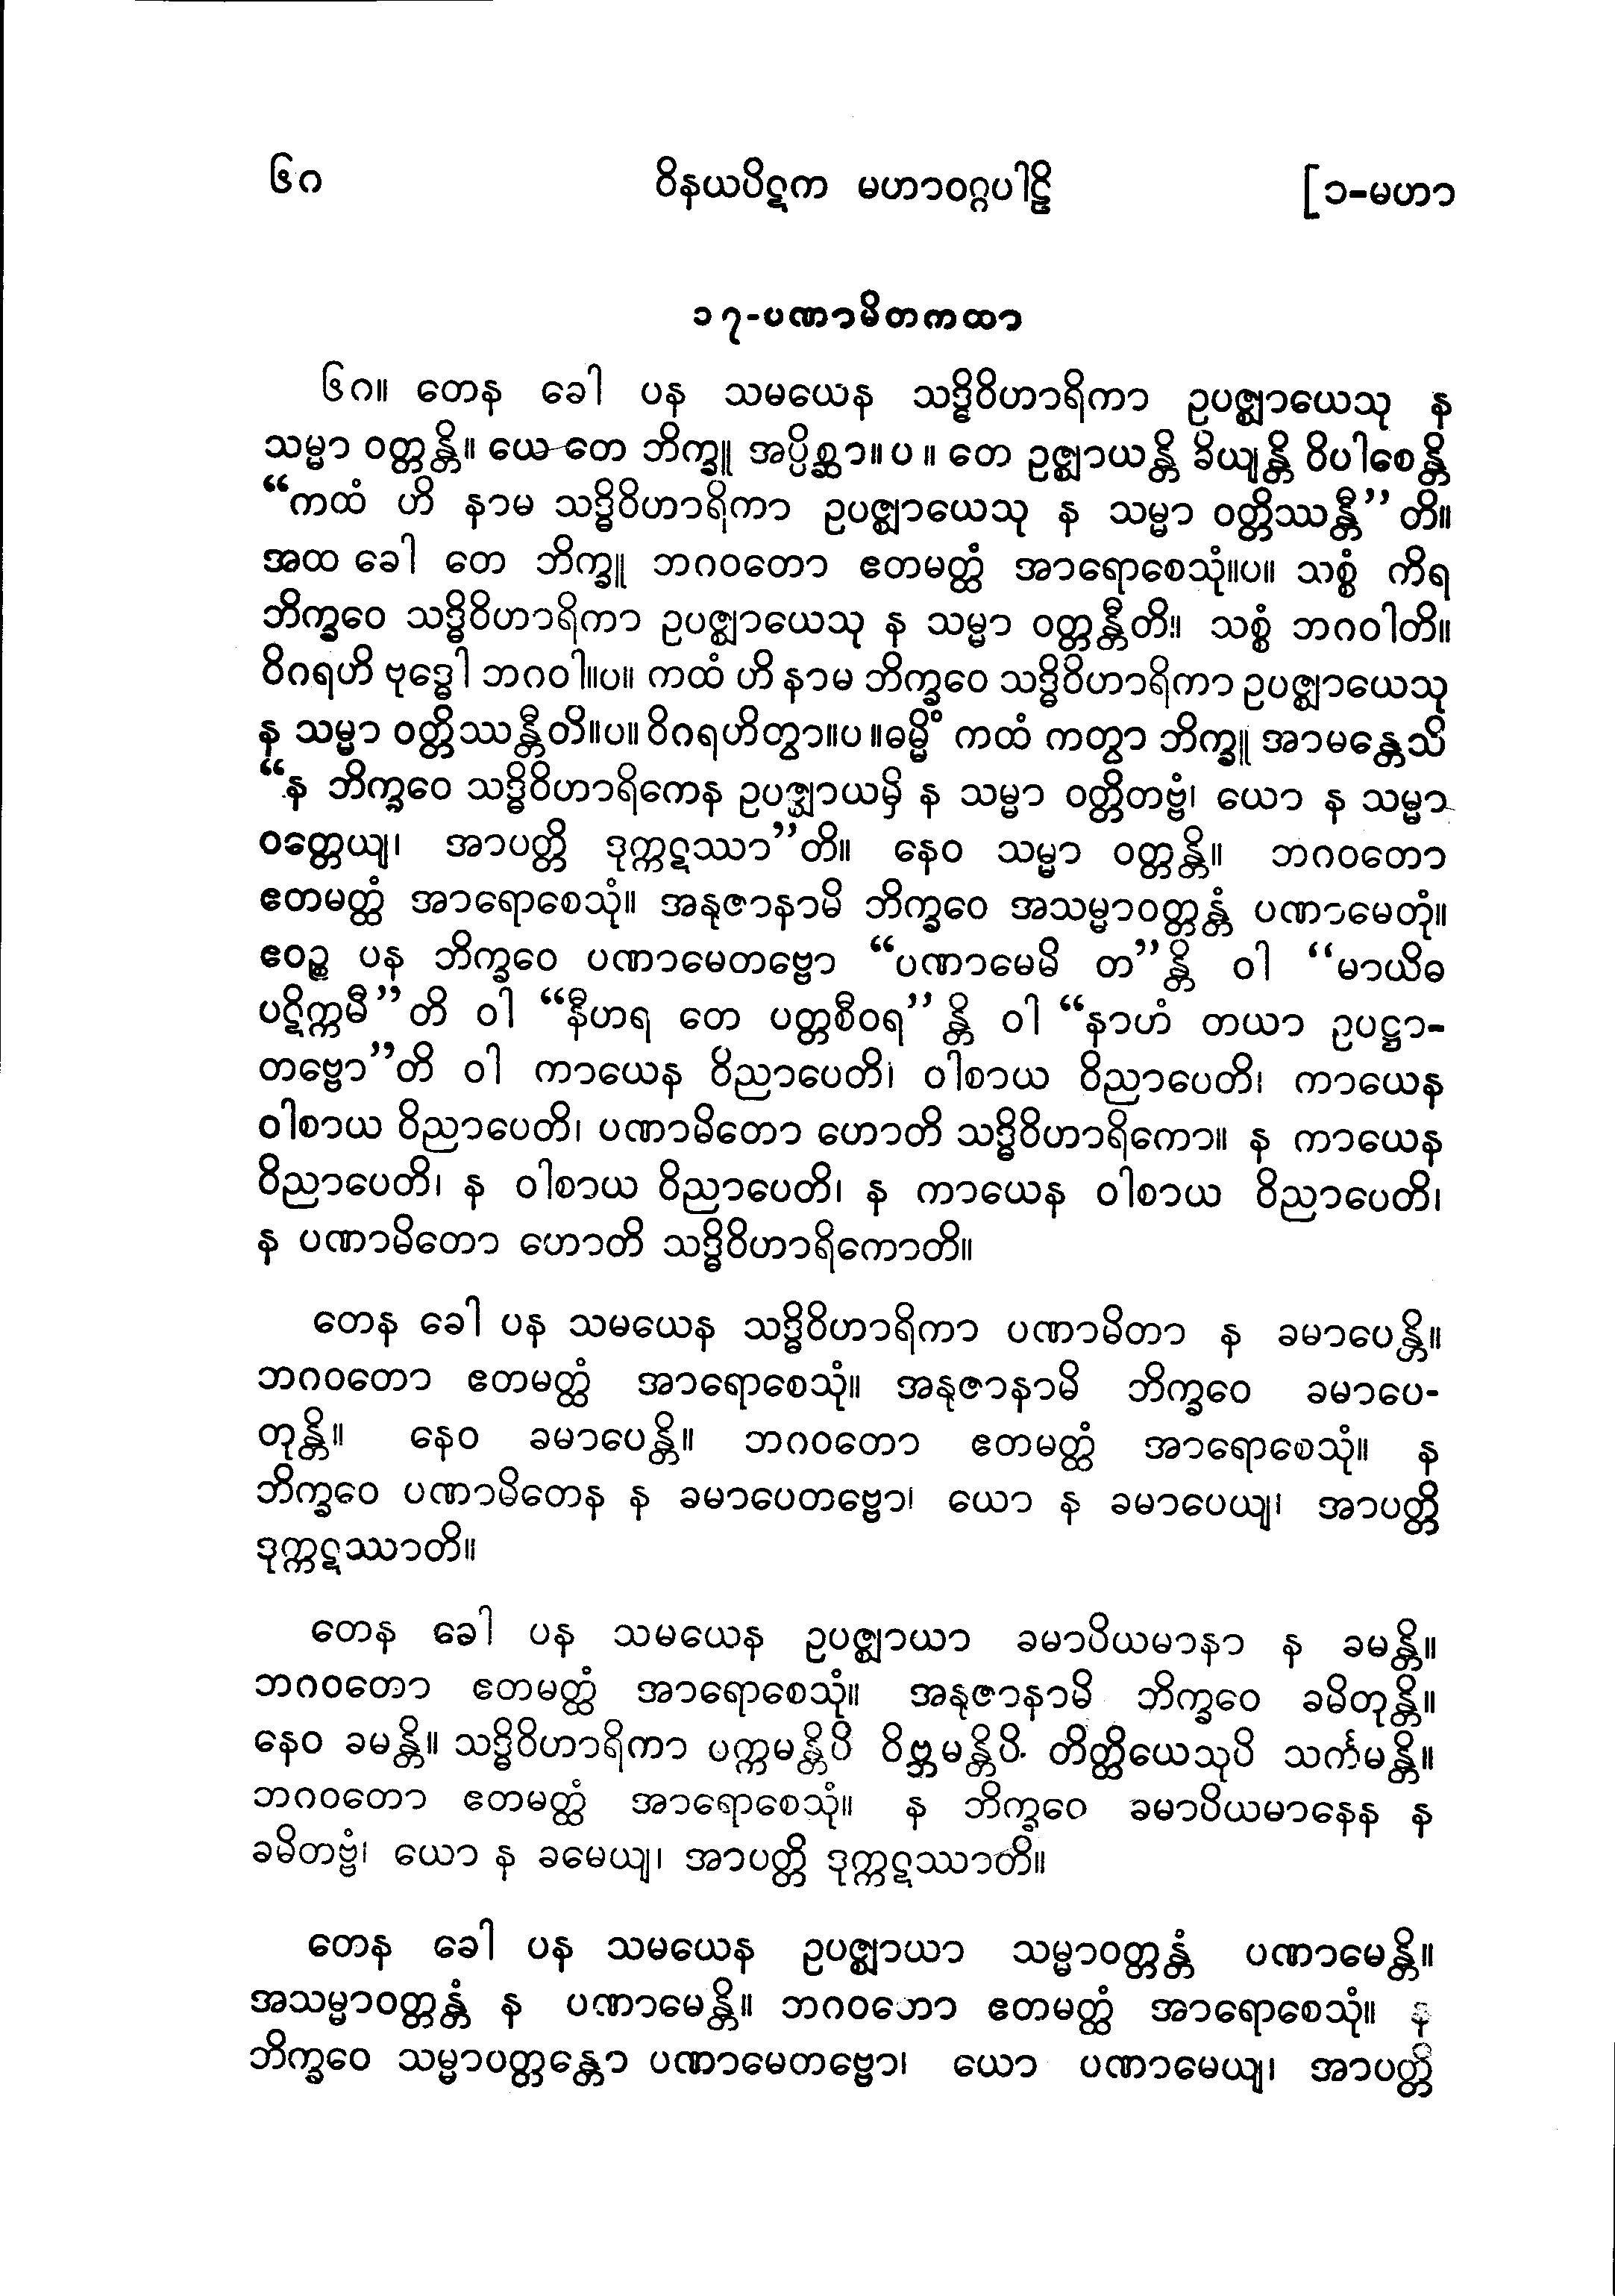 ၆၈ ဝိနယပိဋက မဟာဝဂ္ဂပါဠိ [၁-မဟာ
၁၇-ပဏာမိတကထာ
၆၈။ တေန ခေါ ပန သမယေန သဒ္ဓိဝိဟာရိကာ ဥပဇ္ဈာယေသု န
သမ္မာ ဝတ္တန္တိ။ ယေ တေ ဘိက္ခူ အပ္ပိစ္ဆာ။ပ။ တေ ဥဇ္ဈာယန္တိ ခိယျန္တိ ဝိပါစေန္တိ
“ကထံ ဟိ နာမ သဒ္ဓိဝိဟာရိကာ ဥပဇ္ဈာယေသု န သမ္မာ ဝတ္တိဿန္တီ”တိ။
အထ ခေါ တေ ဘိက္ခူ ဘဂဝတော ဧတမတ္ထံ အာရောစေသုံ။ပ။ သစ္စံ ကိရ
ဘိက္ခဝေ သဒ္ဓိဝိဟာရိကာ ဥပဇ္ဈာယေသု န သမ္မာ ဝတ္တန္တီတိ။ သစ္စံ ဘဂဝါတိ။
ဝိဂရဟိ ဗုဒ္ဓေါ ဘဂဝါ။ပ။ ကထံ ဟိ နာမ ဘိက္ခဝေ သဒ္ဓိဝိဟာရိကာ ဥပဇ္ဈာယေသု
န သမ္မာ ဝတ္တိဿန္တီတိ။ပ။ ဝိဂရဟိတွာ။ပ။ဓမ္မိံ ကထံ ကတွာ ဘိက္ခူ အာမန္တေသိ
“န ဘိက္ခဝေ သဒ္ဓိဝိဟာရိကေန ဥပဇ္ဈာယမှိ န သမ္မာ ဝတ္တိတဗ္ဗံ၊ ယော န သမ္မာ
ဝတ္တေယျ၊ အာပတ္တိ ဒုက္ကဋဿာ”တိ။ နေဝ သမ္မာ ဝတ္တန္တိ။ ဘဂဝတော
ဧတမတ္ထံ အာရောစေသုံ။ အနုဇာနာမိ ဘိက္ခဝေ အသမ္မာဝတ္တန္တံ ပဏာမေတုံ။
ဧဝဉ္စ ပန ဘိက္ခဝေ ပဏာမေတဗ္ဗော “ပဏာမေမိ တ”န္တိ ဝါ “မာယိဓ
ပဋိက္ကမီ”တိ ဝါ “နီဟရ တေ ပတ္တစီဝရ”န္တိ ဝါ “နာဟံ တယာ ဥပဋ္ဌာ-
တဗ္ဗော”တိ ဝါ ကာယေန ဝိညာပေတိ၊ ဝါစာယ ဝိညာပေတိ၊ ကာယေန
ဝါစာယ ဝိညာပေတိ၊ ပဏာမိတော ဟောတိ သဒ္ဓိဝိဟာရိကော။ န ကာယေန
ဝိညာပေတိ၊ န ဝါစာယ ဝိညာပေတိ၊ န ကာယေန ဝါစာယ ဝိညာပေတိ၊
န ပဏာမိတော ဟောတိ သဒ္ဓိဝိဟာရိကောတိ။
တေန ခေါ ပန သမယေန သဒ္ဓိဝိဟာရိကာ ပဏာမိတာ န ခမာပေန္တိ။
ဘဂဝတော ဧတမတ္ထံ အာရောစေသုံ။ အနုဇာနာမိ ဘိက္ခဝေ ခမာပေ-
တုန္တိ။ နေဝ ခမာပေန္တိ။ ဘဂဝတော ဧတမတ္ထံ အာရောစေသုံ။ န
ဘိက္ခဝေ ပဏာမိတေန န ခမာပေတဗ္ဗော၊ ယော န ခမာပေယျ၊ အာပတ္တိ
ဒုက္ကဋဿာတိ။
တေန ခေါ ပန သမယေန ဥပဇ္ဈာယာ ခမာပိယမာနာ န ခမန္တိ။
ဘဂဝတော ဧတမတ္ထံ အာရောစေသုံ။ အနုဇာနာမိ ဘိက္ခဝေ ခမိတုန္တိ။
နေဝ ခမန္တိ။ သဒ္ဓိဝိဟာရိကာ ပက္ကမန္တိပိ ဝိဗ္ဘမန္တိပိ တိတ္ထိယေသုပိ သင်္ကမန္တိ။
ဘဂဝတော ဧတမတ္ထံ အာရောစေသုံ။ န ဘိက္ခဝေ ခမာပိယမာနေန န
ခမိတဗ္ဗံ၊ ယော န ခမေယျ၊ အာပတ္တိ ဒုက္ကဋဿာတိ။
တေန ခေါ ပန သမယေန ဥပဇ္ဈာယာ သမ္မာဝတ္တန္တံ ပဏာမေန္တိ။
အသမ္မာဝတ္တန္တံ န ပဏာမေန္တိ။ ဘဂဝတော ဧတမတ္ထံ အာရောစေသုံ။ န
ဘိက္ခဝေ သမ္မာဝတ္တန္တော ပဏာမေတဗ္ဗော၊ ယော ပဏာမေယျ၊ အာပတ္တိ